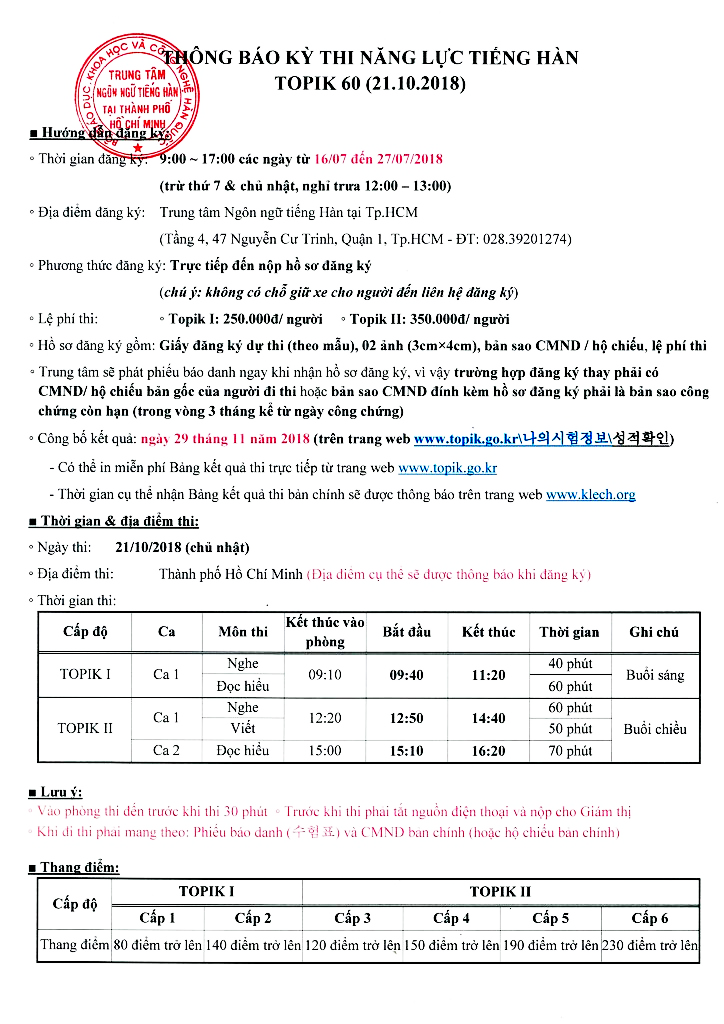 THÔNG BÁO KỲ THI NĂNG LỰC TIẾNG HÀN
TOPIK 60 (21.10.2018)
KHOA HỌC VÀ CÔNG NGHỆ HÀN QUỐC
TRUNG TÂM
NGÔN NGỮ TIẾNG HÀN
TẠI THÀNH PHỐ
HỒ CHÍ MINH
■ Hướng dẫn đăng ký:
◦ Thời gian đăng ký: 9:00 ~ 17:00 các ngày từ 16/07 đến 27/07/2018
(trừ thứ 7 & chủ nhật, nghỉ trưa 12:00 – 13:00)
◦ Địa điểm đăng ký: Trung tâm Ngôn ngữ tiếng Hàn tại Tp.HCM
(Tầng 4, 47 Nguyễn Cư Trinh, Quận 1, Tp.HCM - ĐT: 028.39201274)
◦ Phương thức đăng ký: Trực tiếp đến nộp hồ sơ đăng ký
(chú ý: không có chỗ giữ xe cho người đến liên hệ đăng ký)
◦ Lệ phí thi: ◦ Topik I: 250.000đ/ người ◦ Topik II: 350.000đ/ người
◦ Hồ sơ đăng ký gồm: Giấy đăng ký dự thi (theo mẫu), 02 ảnh (3cm×4cm), bản sao CMND / hộ chiếu, lệ phí thi
◦ Trung tâm sẽ phát phiếu báo danh ngay khi nhận hồ sơ đăng ký, vì vậy trường hợp đăng ký thay phải có
CMND/ hộ chiếu bản gốc của người đi thi hoặc bản sao CMND đính kèm hồ sơ đăng ký phải là bản sao công
chứng còn hạn (trong vòng 3 tháng kể từ ngày công chứng)
◦ Công bố kết quả: ngày 29 tháng 11 năm 2018 (trên trang web www.topik.go.kr\나의시험정보\성적확인)
- Có thể in miễn phí Bảng kết quả thi trực tiếp từ trang web www.topik.go.kr
- Thời gian cụ thể nhận Bảng kết quả thi bản chính sẽ được thông báo trên trang web www.klech.org
■ Thời gian & địa điểm thi:
◦ Ngày thi: 21/10/2018 (chủ nhật)
◦ Địa điểm thi: Thành phố Hồ Chí Minh (Địa điểm cụ thể sẽ được thông báo khi đăng ký)
◦ Thời gian thi:
Cấp độ Ca Môn thi Kết thúc vào phòng Bắt đầu Kết thúc Thời gian Ghi chú
TOPIK I Ca 1 Nghe 09:10 09:40 11:20 40 phút Buổi sáng
Đọc hiểu 60 phút
TOPIK II Ca 1 Nghe 12:20 12:50 14:40 60 phút Buổi chiều
Viết 50 phút
Ca 2 Đọc hiểu 15:00 15:10 16:20 70 phút
■ Lưu ý:
◦ Vào phòng thi đến trước khi thi 30 phút ◦ Trước khi thi phải tắt nguồn điện thoại và nộp cho Giám thị
◦ Khi đi thi phải mang theo: Phiếu báo danh (수험표) và CMND bản chính (hoặc hộ chiếu bản chính)
■ Thang điểm:
Cấp độ TOPIK I TOPIK II
Cấp 1 Cấp 2 Cấp 3 Cấp 4 Cấp 5 Cấp 6
Thang điểm 80 điểm trở lên 140 điểm trở lên 120 điểm trở lên 150 điểm trở lên 190 điểm trở lên 230 điểm trở lên